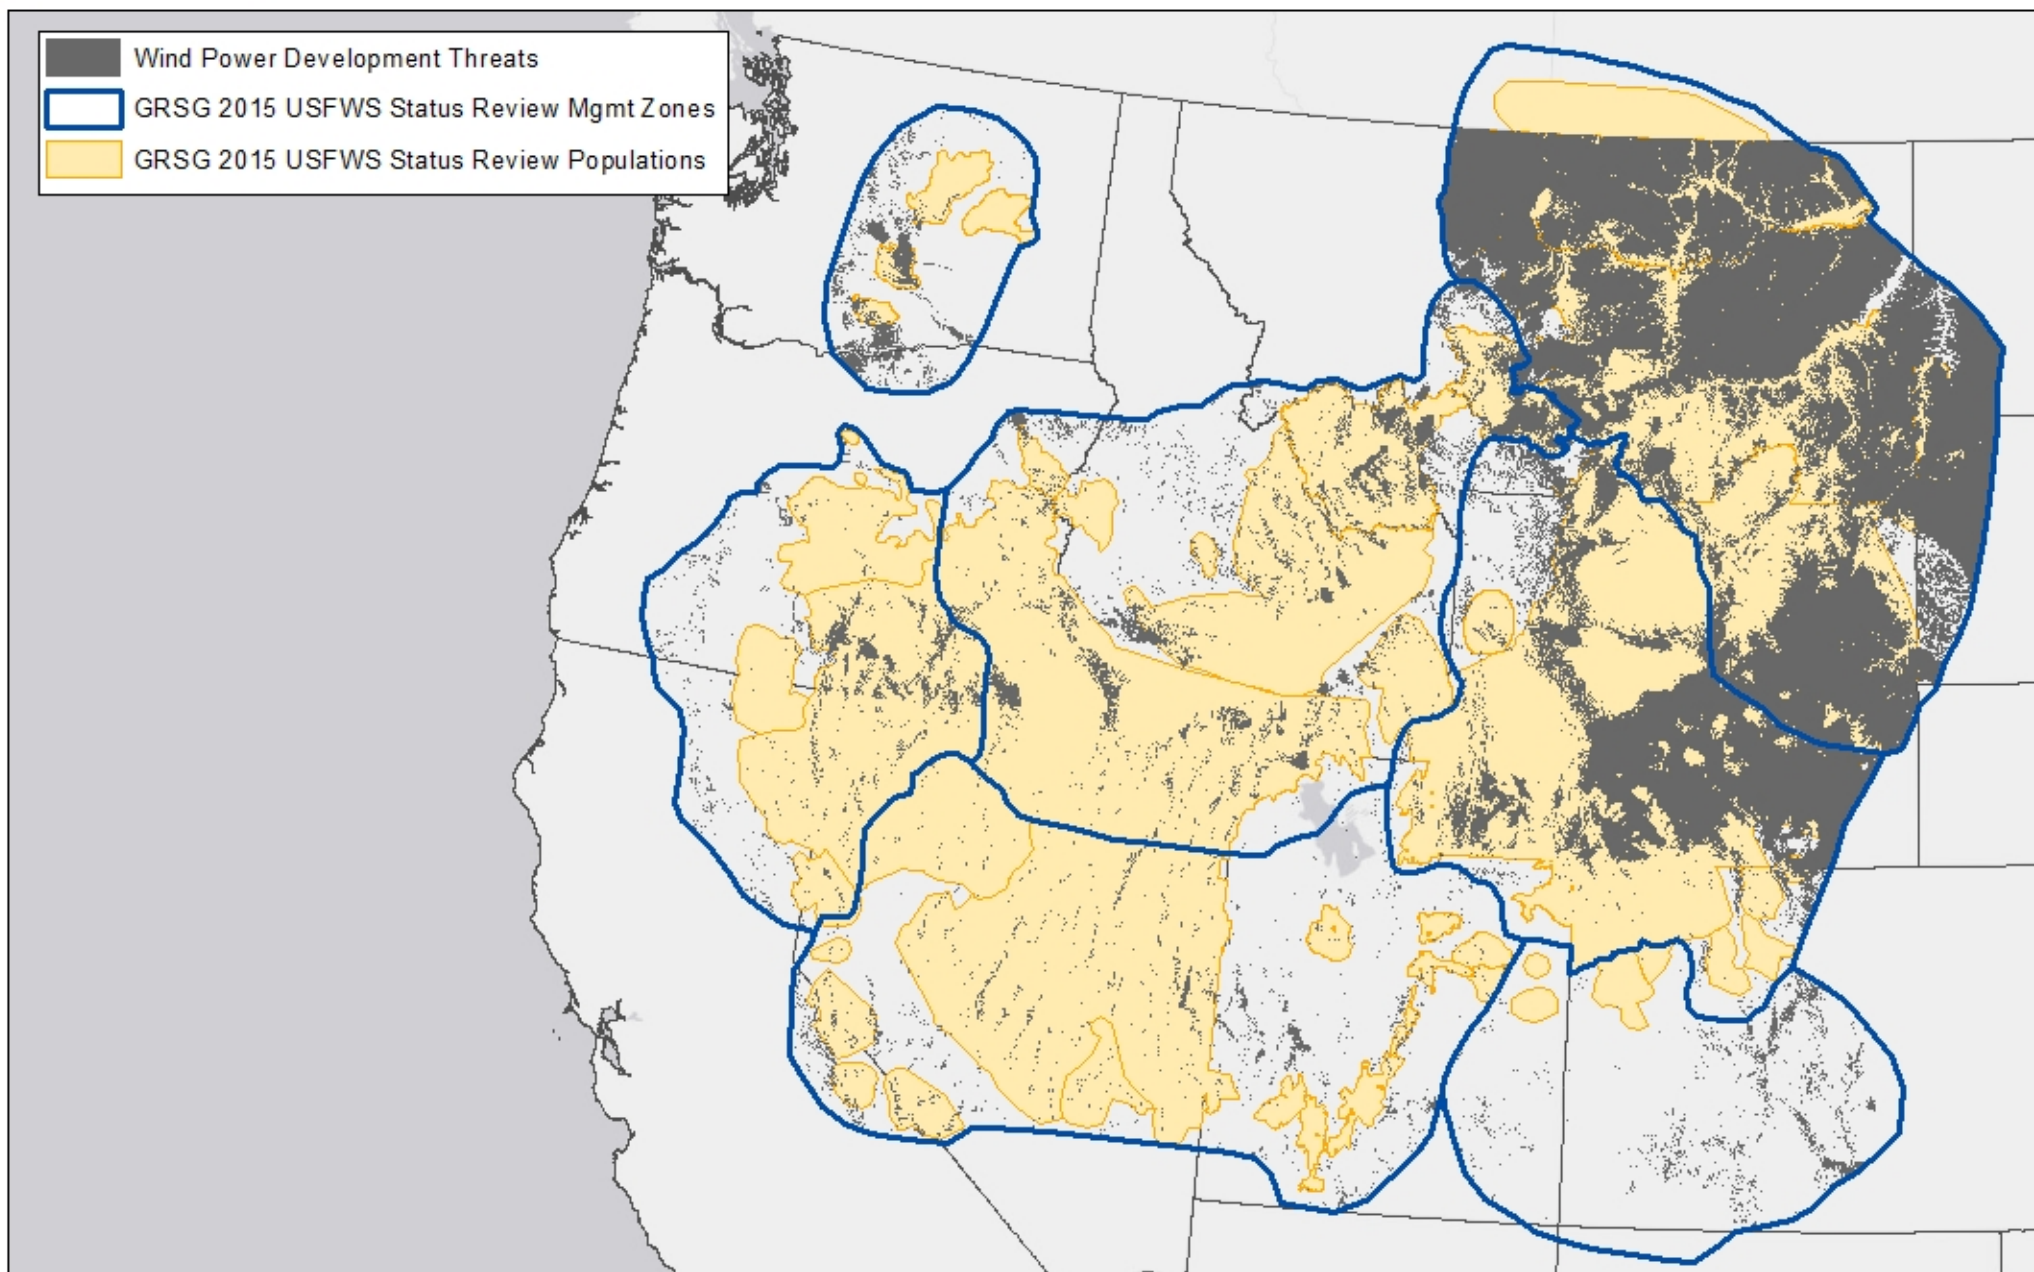 Wind Power Development Threats
GRSG 2015 USFWS Status Review Mgmt Zones
GRSG 2015 USFWS Status Review Populations